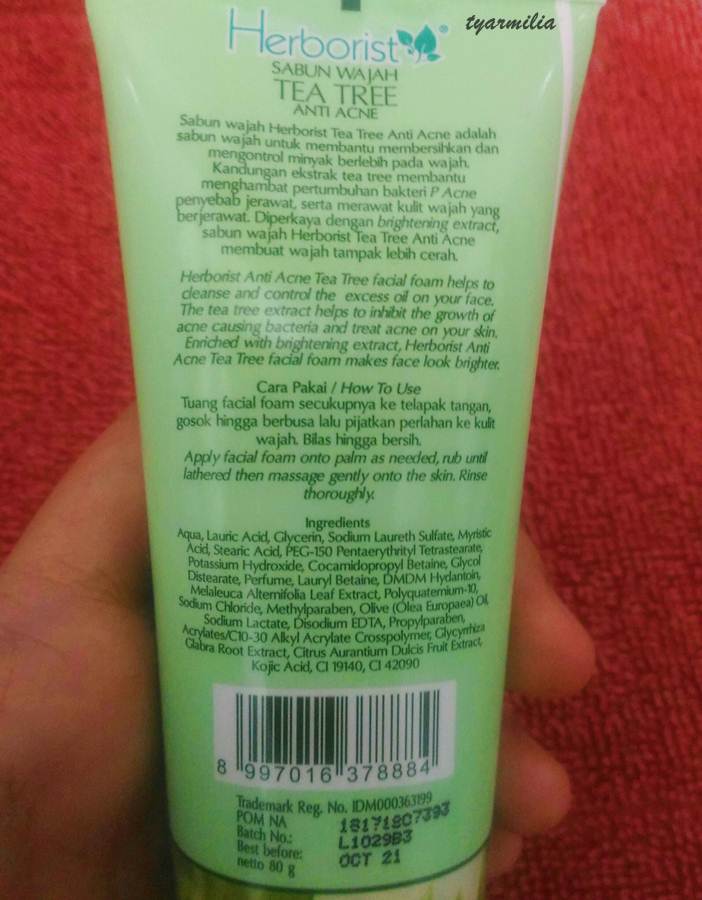 tyarmilia
Herborist®
SABUN WAJAH
TEA TREE
ANTI ACNE
Sabun wajah Herborist Tea Tree Anti Acne adalah
sabun wajah untuk membantu membersihkan dan
mengontrol minyak berlebih pada wajah.
Kandungan ekstrak tea tree membantu
menghambat pertumbuhan bakteri P Acne
penyebab jerawat, serta merawat kulit wajah yang
berjerawat. Diperkaya dengan brightening extract,
sabun wajah Herborist Tea Tree Anti Acne
membuat wajah tampak lebih cerah.
Herborist Anti Acne Tea Tree facial foam helps to
cleanse and control the excess oil on your face.
The tea tree extract helps to inhibit the growth of
acne causing bacteria and treat acne on your skin.
Enriched with brightening extract, Herborist Anti
Acne Tea Tree facial foam makes face look brighter.
Cara Pakai / How To Use
Tuang facial foam secukupnya ke telapak tangan,
gosok hingga berbusa lalu pijatkan perlahan ke kulit
wajah. Bilas hingga bersih.
Apply facial foam onto palm as needed, rub until
lathered then massage gently onto the skin. Rinse
thoroughly.
Ingredients
Aqua, Lauric Acid, Glycerin, Sodium Laureth Sulfate, Myristic
Acid, Stearic Acid, PEG-150 Pentaerythrityl Tetrastearate,
Potassium Hydroxide, Cocamidopropyl Betaine, Glycol
Distearate, Perfume, Lauryl Betaine, DMDM Hydantoin,
Melaleuca Alternifolia Leaf Extract, Polyquaternium-10,
Sodium Chloride, Methylparaben, Olive (Olea Europaea) Oil,
Sodium Lactate, Disodium EDTA, Propylparaben,
Acrylates/C10-30 Alkyl Acrylate Crosspolymer, Glycyrrhiza
Glabra Root Extract, Citrus Aurantium Dulcis Fruit Extract,
Kojic Acid, CI 19140, CI 42090
8 997016 378884
Trademark Reg. No. IDM000363199
POM NA 18171207393
Batch No.: L1029B3
Best before: OCT 21
netto 80 g